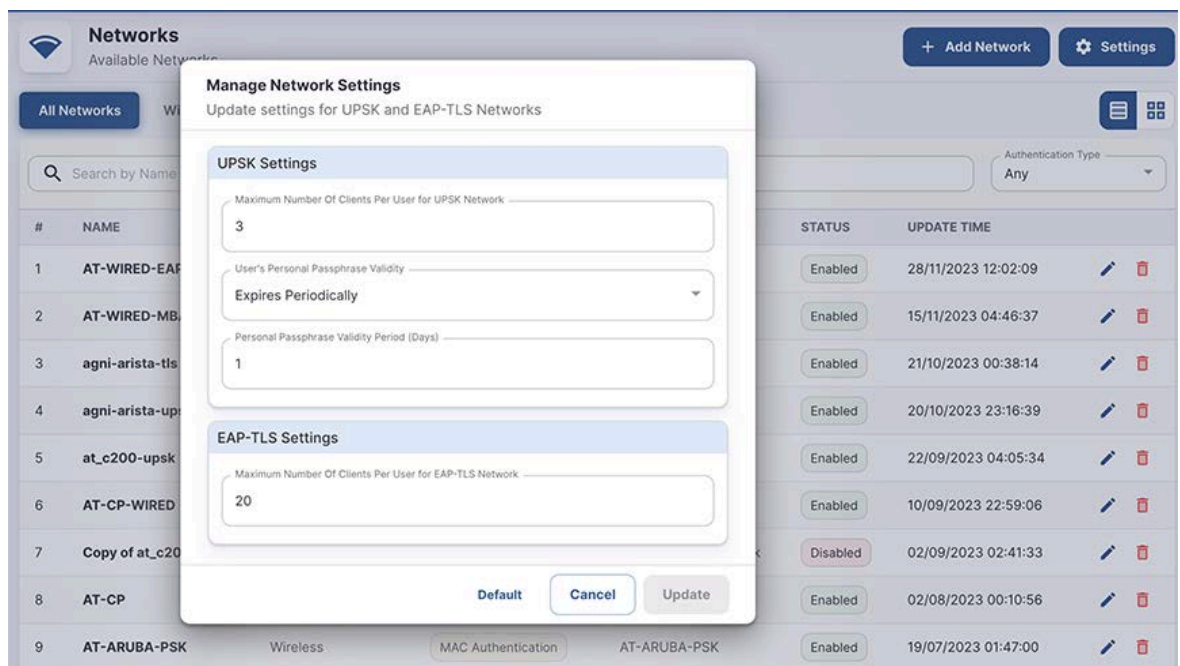 Networks
Available Networks
+ Add Network
Settings
Manage Network Settings
Update settings for UPSK and EAP-TLS Networks
All Networks
Wi
UPSK Settings
Search by Name
Authentication Type
Any
Maximum Number Of Clients Per User for UPSK Network
3
# NAME STATUS UPDATE TIME
User's Personal Passphrase Validity
Expires Periodically
Personal Passphrase Validity Period (Days)
1
EAP-TLS Settings
Maximum Number Of Clients Per User for EAP-TLS Network
20
Default Cancel Update
1 AT-WIRED-EAP Enabled 28/11/2023 12:02:09
2 AT-WIRED-MBA Enabled 15/11/2023 04:46:37
3 agni-arista-tls Enabled 21/10/2023 00:38:14
4 agni-arista-ups Enabled 20/10/2023 23:16:39
5 at_c200-upsk Enabled 22/09/2023 04:05:34
6 AT-CP-WIRED Enabled 10/09/2023 22:59:06
7 Copy of at_c20 Disabled 02/09/2023 02:41:33
8 AT-CP Enabled 02/08/2023 00:10:56
9 AT-ARUBA-PSK Wireless MAC Authentication AT-ARUBA-PSK Enabled 19/07/2023 01:47:00